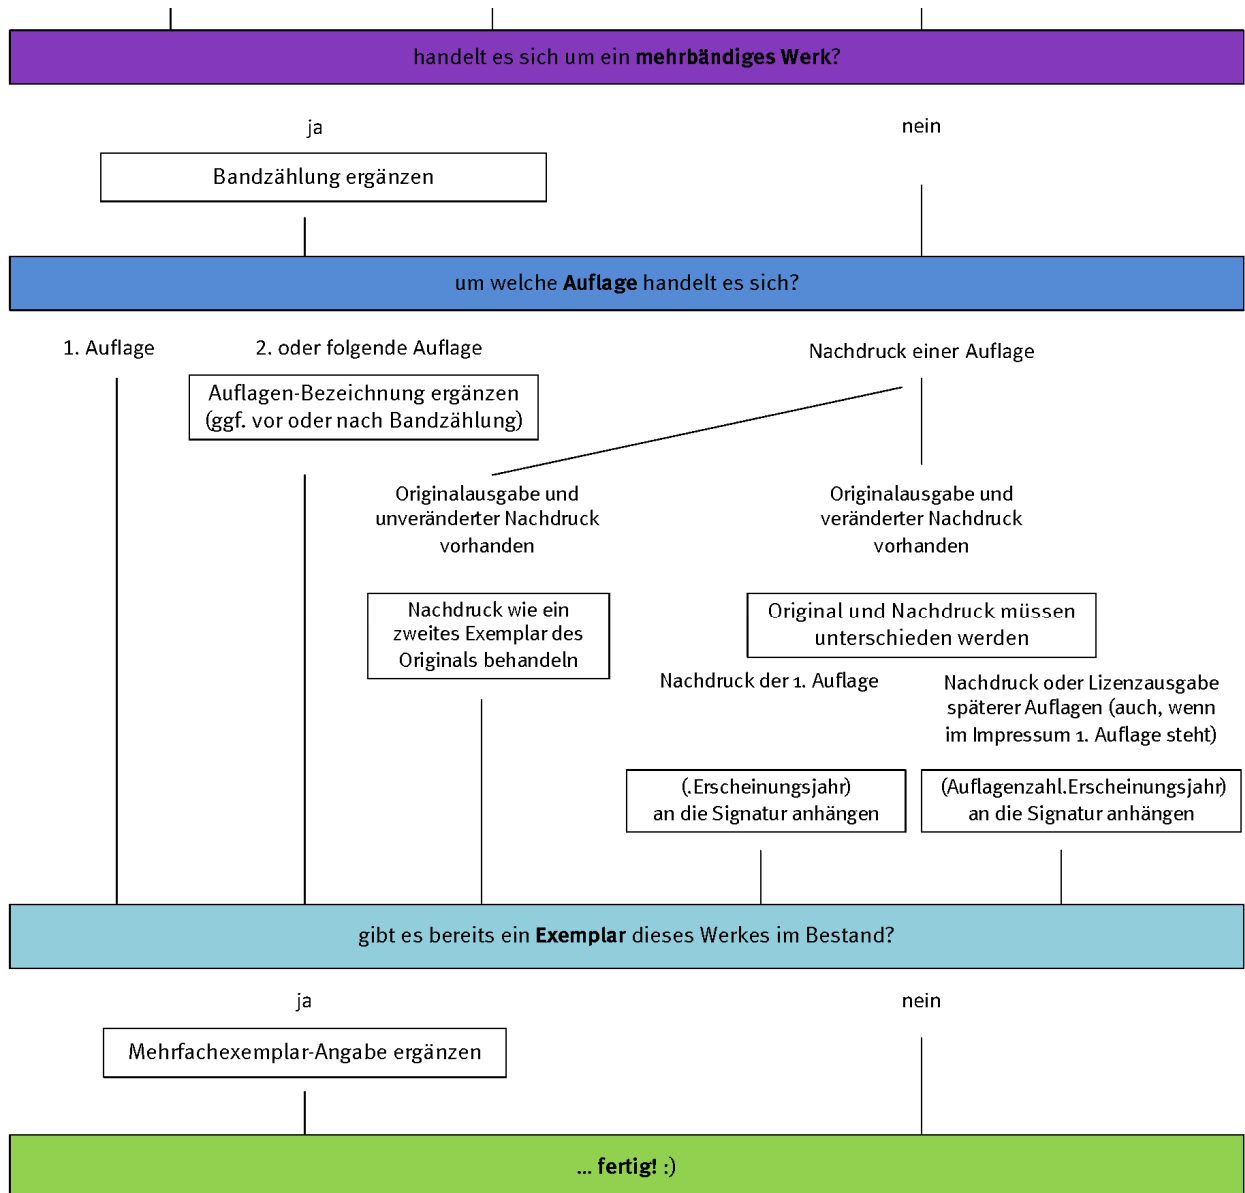 handelt es sich um ein mehrbändiges Werk?
ja
nein
Bandzählung ergänzen
um welche Auflage handelt es sich?
1. Auflage
2. oder folgende Auflage
Nachdruck einer Auflage
Auflagen-Bezeichnung ergänzen
(ggf. vor oder nach Bandzählung)
Originalausgabe und
unveränderter Nachdruck
vorhanden
Originalausgabe und
veränderter Nachdruck
vorhanden
Nachdruck wie ein
zweites Exemplar des
Originals behandeln
Original und Nachdruck müssen
unterschieden werden
Nachdruck der 1. Auflage
Nachdruck oder Lizenzausgabe
späterer Auflagen (auch, wenn
im Impressum 1. Auflage steht)
(.Erscheinungsjahr)
an die Signatur anhängen
(Auflagenzahl.Erscheinungsjahr)
an die Signatur anhängen
gibt es bereits ein Exemplar dieses Werkes im Bestand?
ja
nein
Mehrfachexemplar-Angabe ergänzen
... fertig! :)